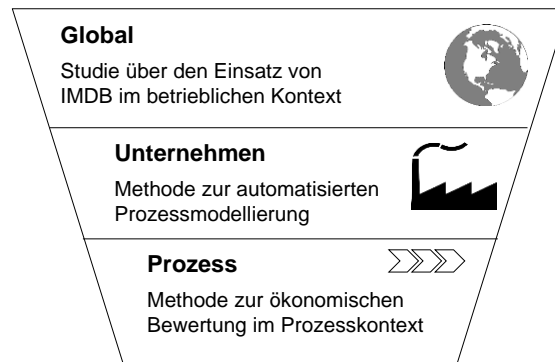 Global
Studie über den Einsatz von
IMDB im betrieblichen Kontext
Unternehmen
Methode zur automatisierten
Prozessmodellierung
Prozess
Methode zur ökonomischen
Bewertung im Prozesskontext